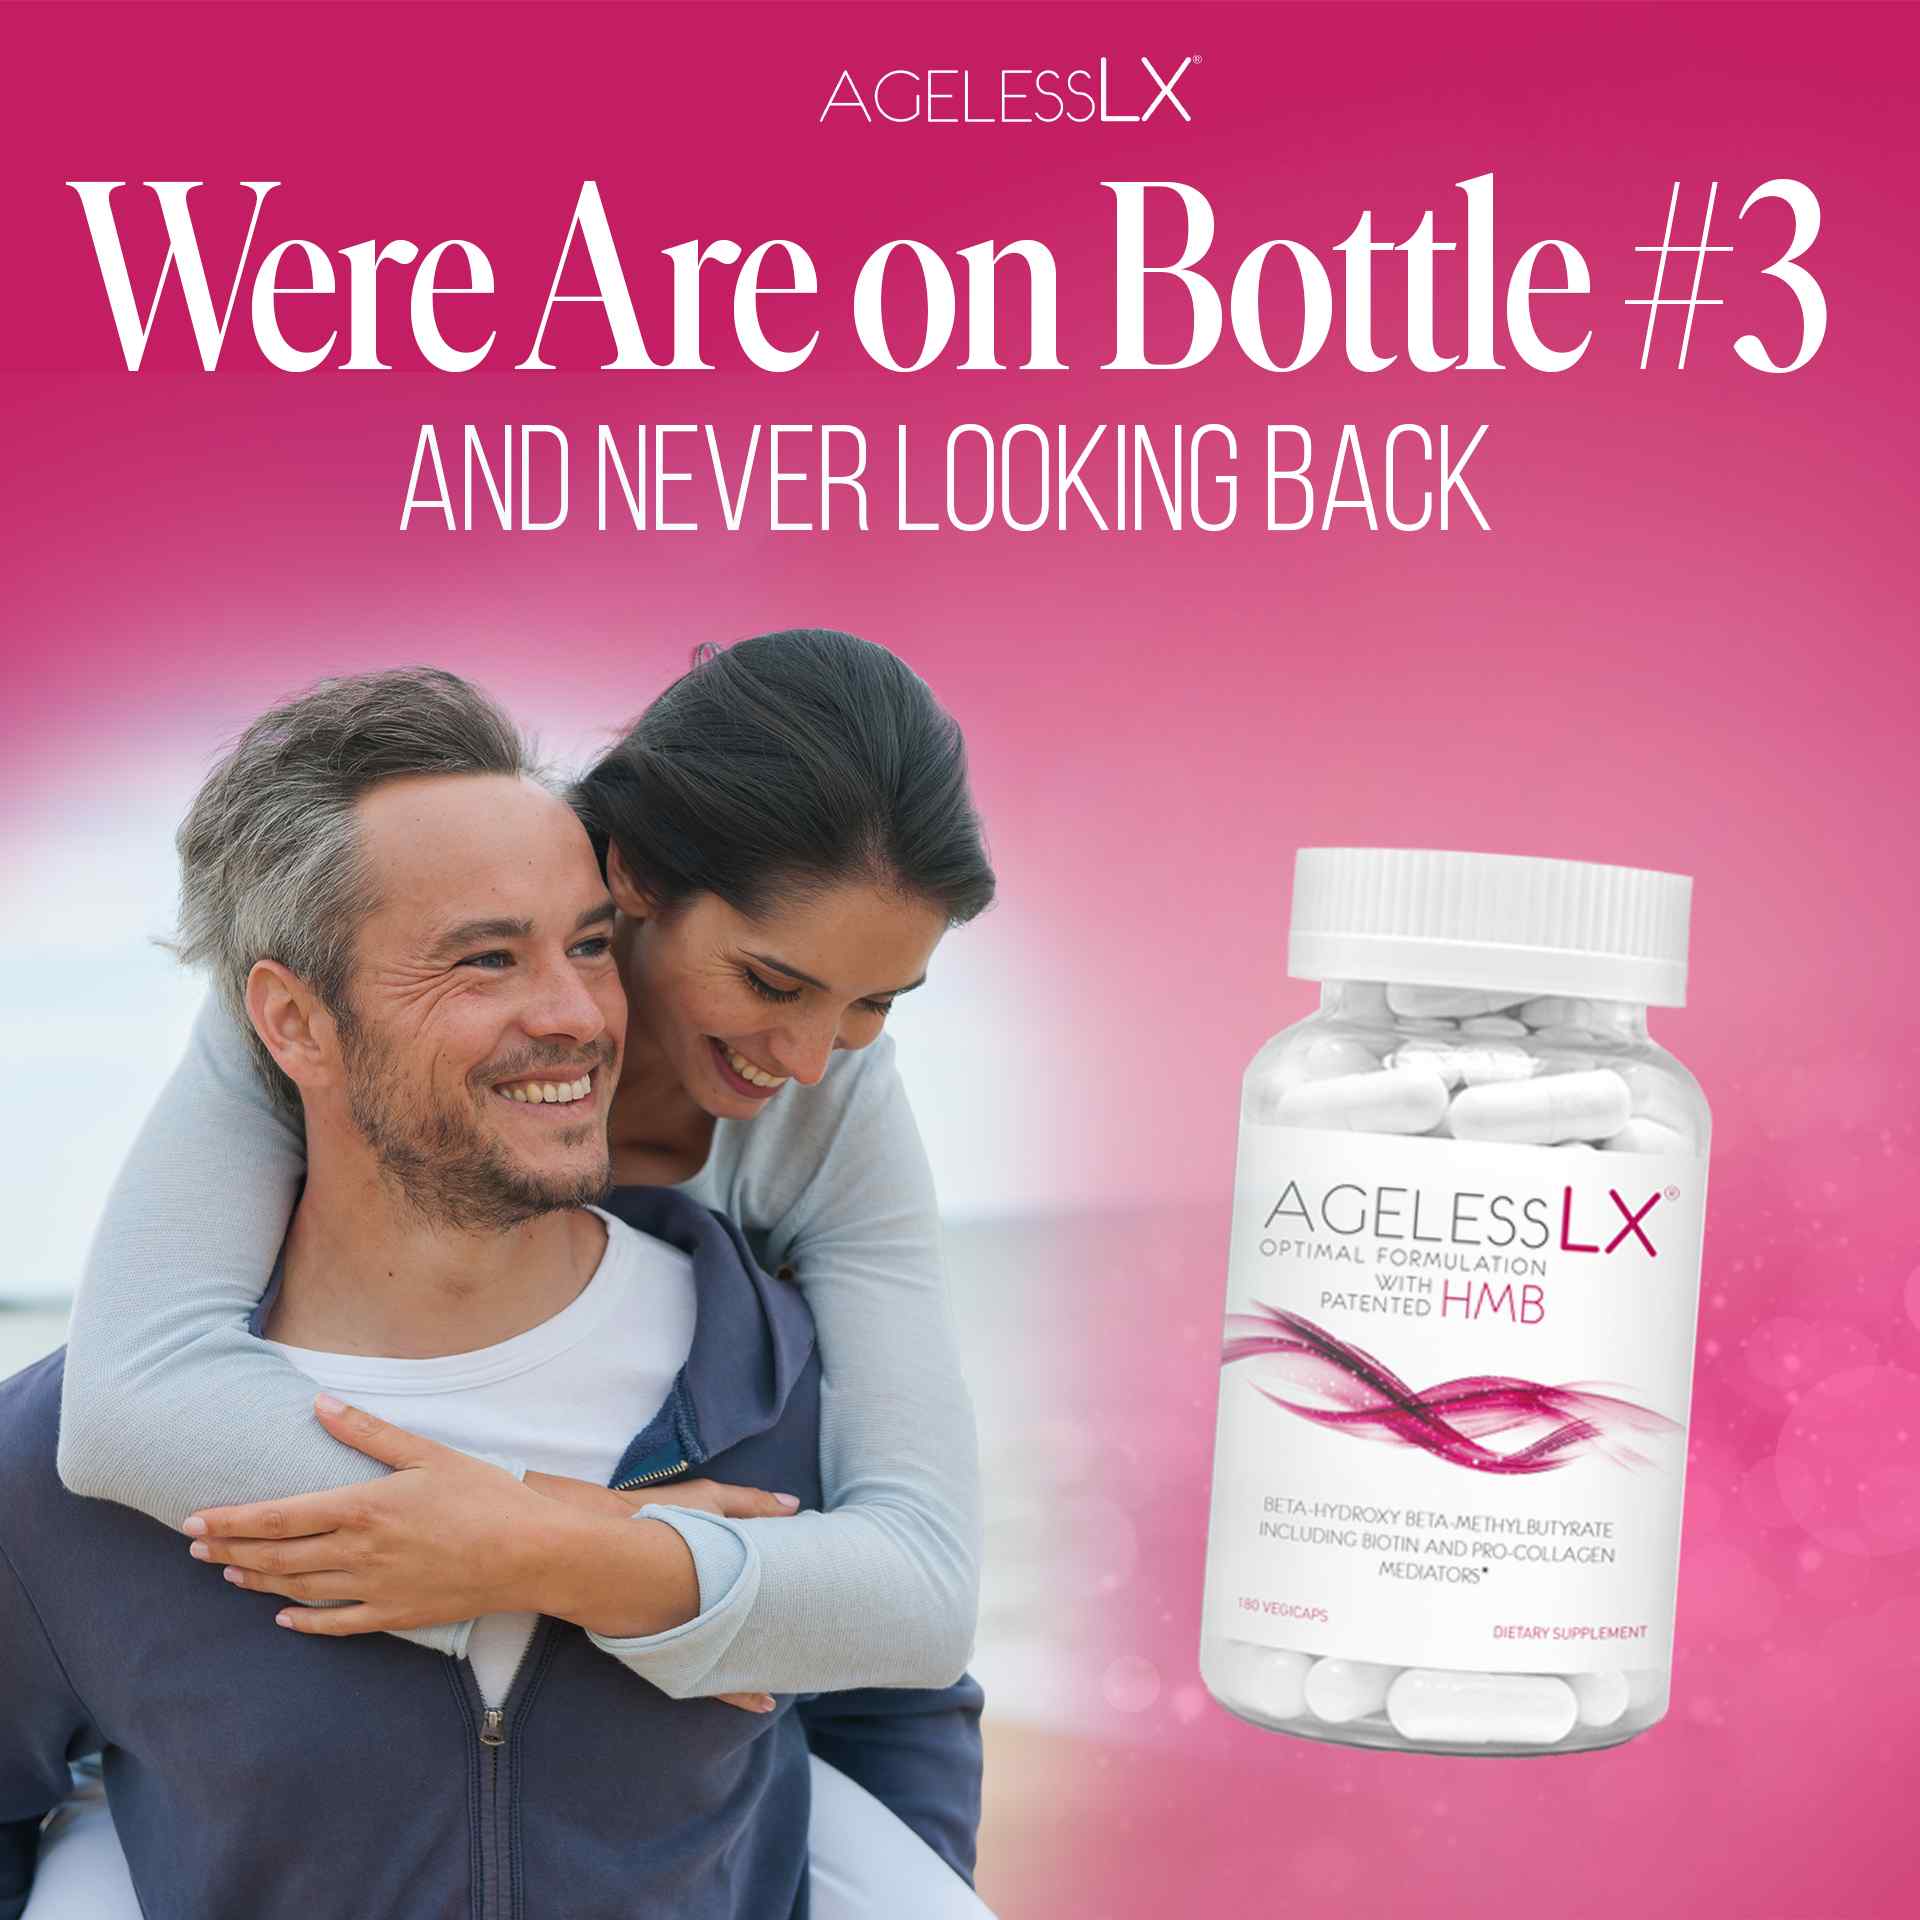 AGELESSLX®
Were Are on Bottle #3
AND NEVER LOOKING BACK
AGELESSLX®
OPTIMAL FORMULATION
WITH
PATENTED HMB
BETA-HYDROXY BETA-METHYLBUTYRATE
INCLUDING BIOTIN AND PRO-COLLAGEN
MEDIATORS*
180 VEGICAPS
DIETARY SUPPLEMENT